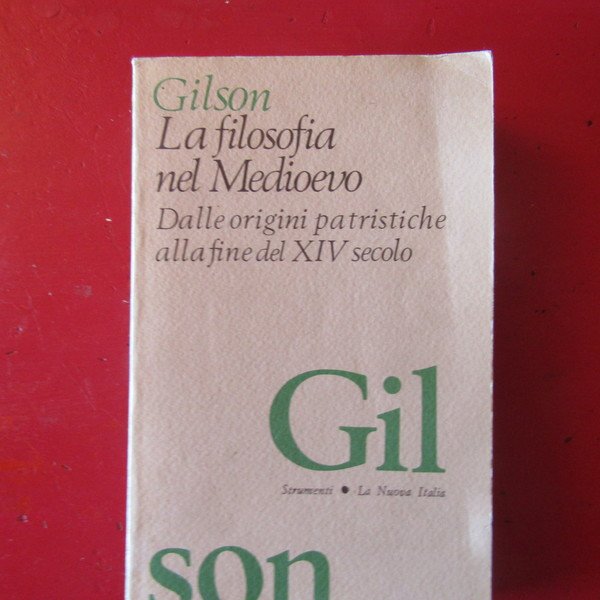 Gilson
La filosofia
nel Medioevo
Dalle origini patristiche
alla fine del XIV secolo
Gil
Strumenti • La Nuova Italia
son